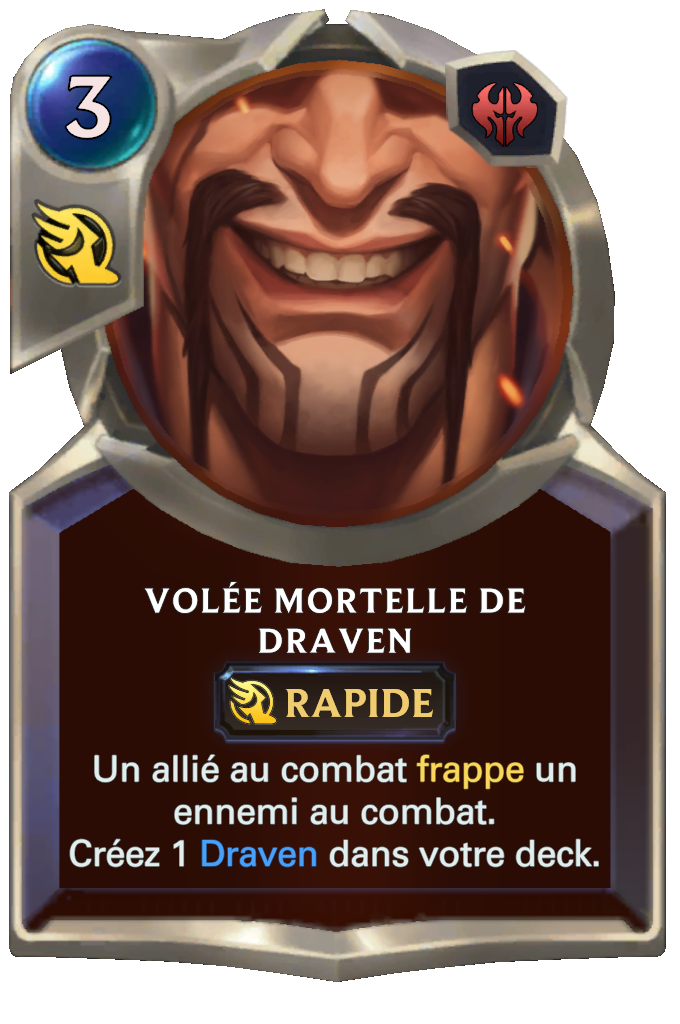 3
VOLÉE MORTELLE DE
DRAVEN
RAPIDE
Un allié au combat frappe un
ennemi au combat.
Créez 1 Draven dans votre deck.